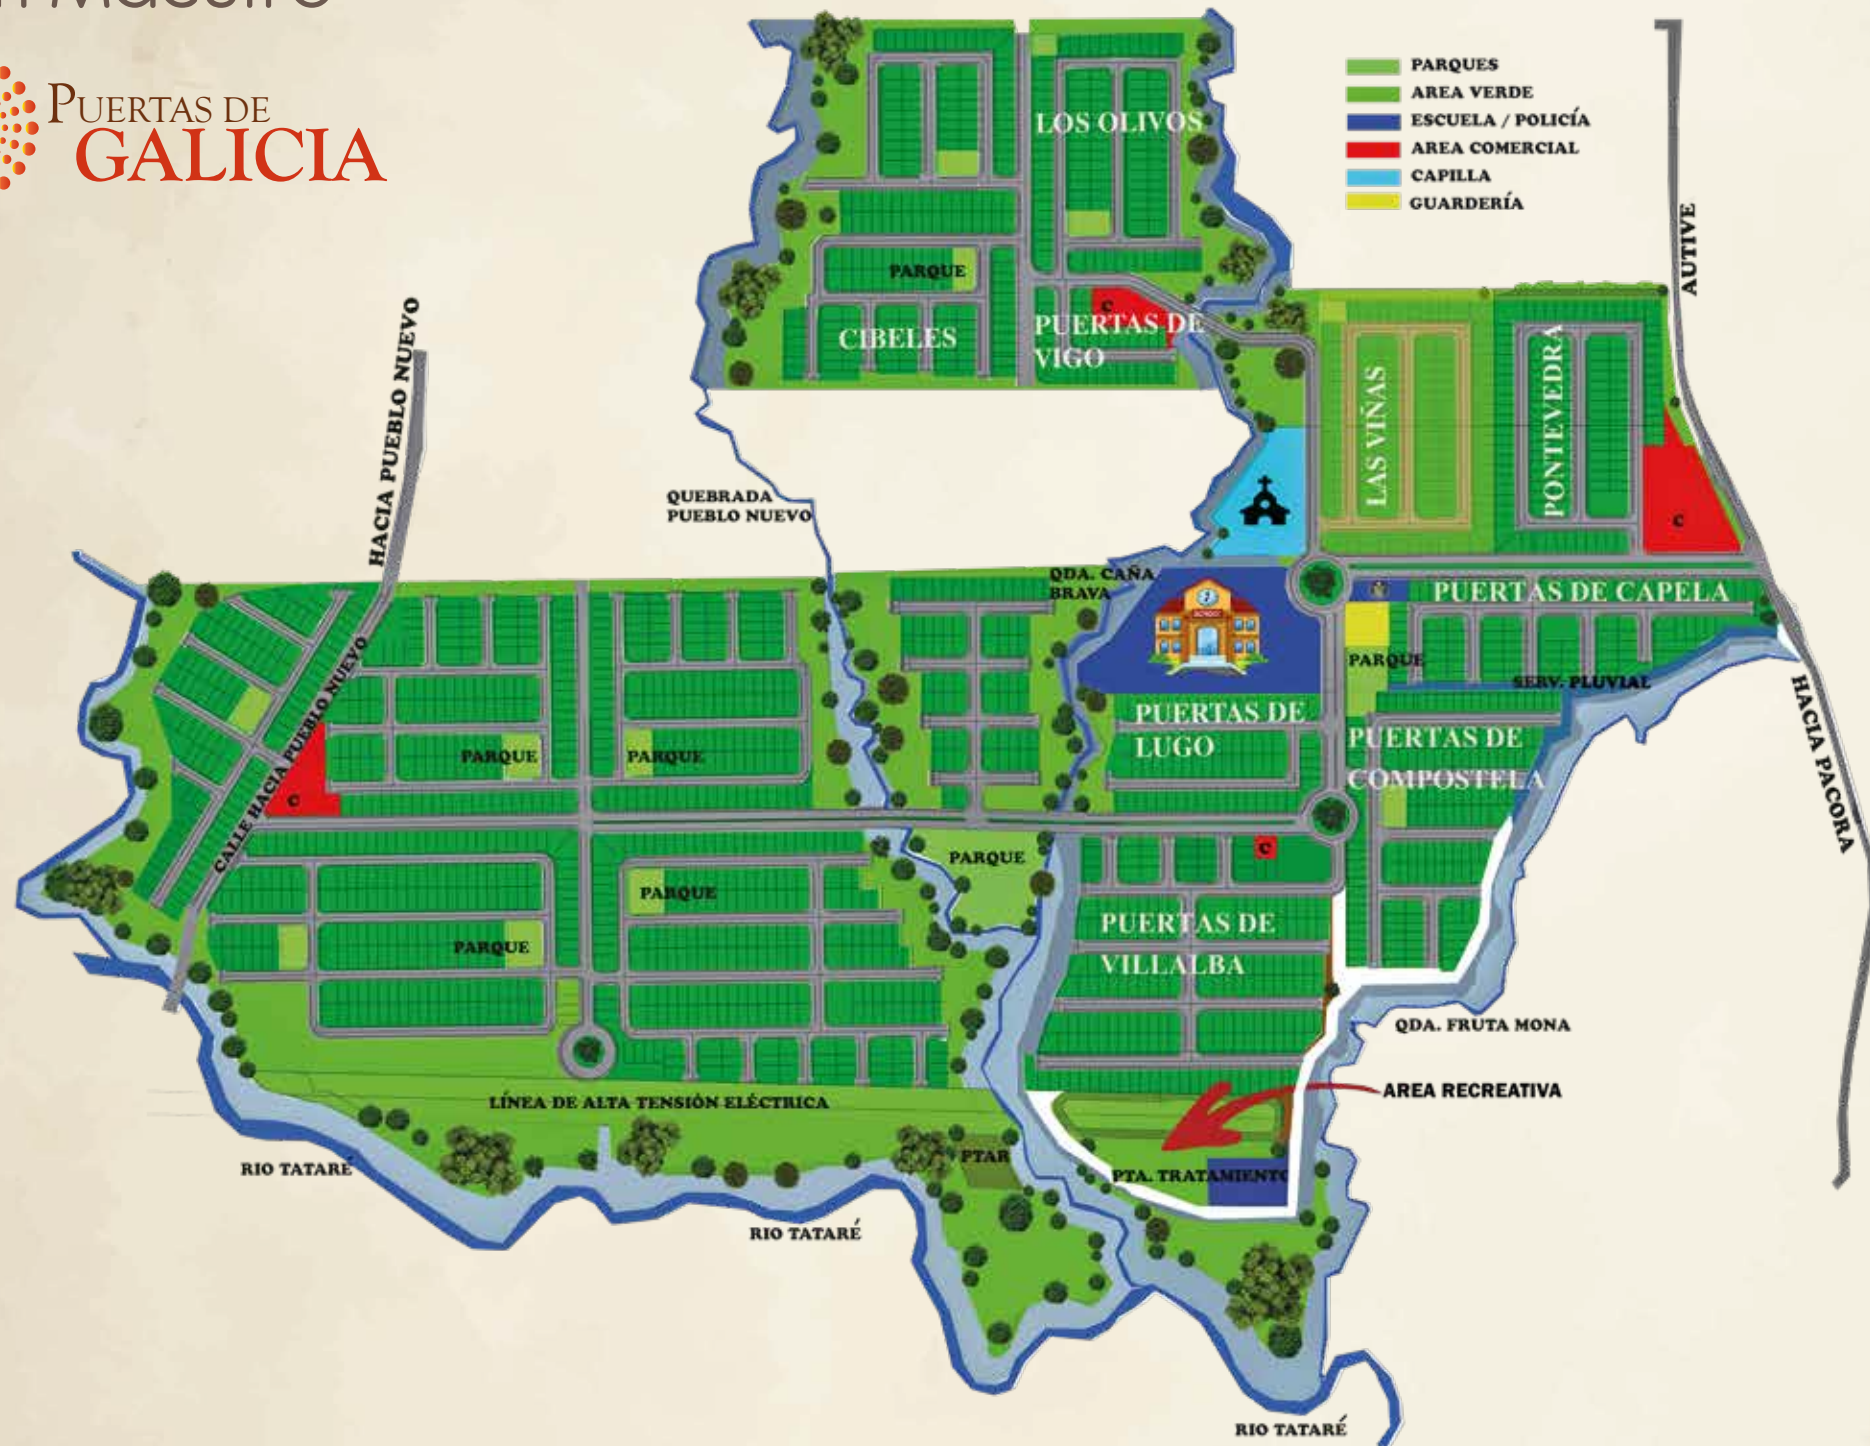 PUERTAS DE
GALICIA
PARQUES
AREA VERDE
ESCUELA / POLICÍA
AREA COMERCIAL
CAPILLA
GUARDERÍA
LOS OLIVOS
AUTIVE
PARQUE
C
CIBELES
PUERTAS DE
VIGO
HACIA PUEBLO NUEVO
LAS VIÑAS
PONTEVEDRA
C
QUEBRADA
PUEBLO NUEVO
QDA. CAÑA
BRAVA
PUERTAS DE CAPELA
PARQUE
SERV. PLUVIAL
HACIA PACORA
CALLE HACIA PUEBLO NUEVO
PUERTAS DE
LUGO
PUERTAS DE
COMPOSTELA
PARQUE
PARQUE
C
C
PARQUE
PARQUE
PARQUE
PUERTAS DE
VILLALBA
QDA. FRUTA MONA
AREA RECREATIVA
LÍNEA DE ALTA TENSIÓN ELÉCTRICA
PTAR
PTA. TRATAMIENTO
RIO TATARÉ
RIO TATARÉ
RIO TATARÉ